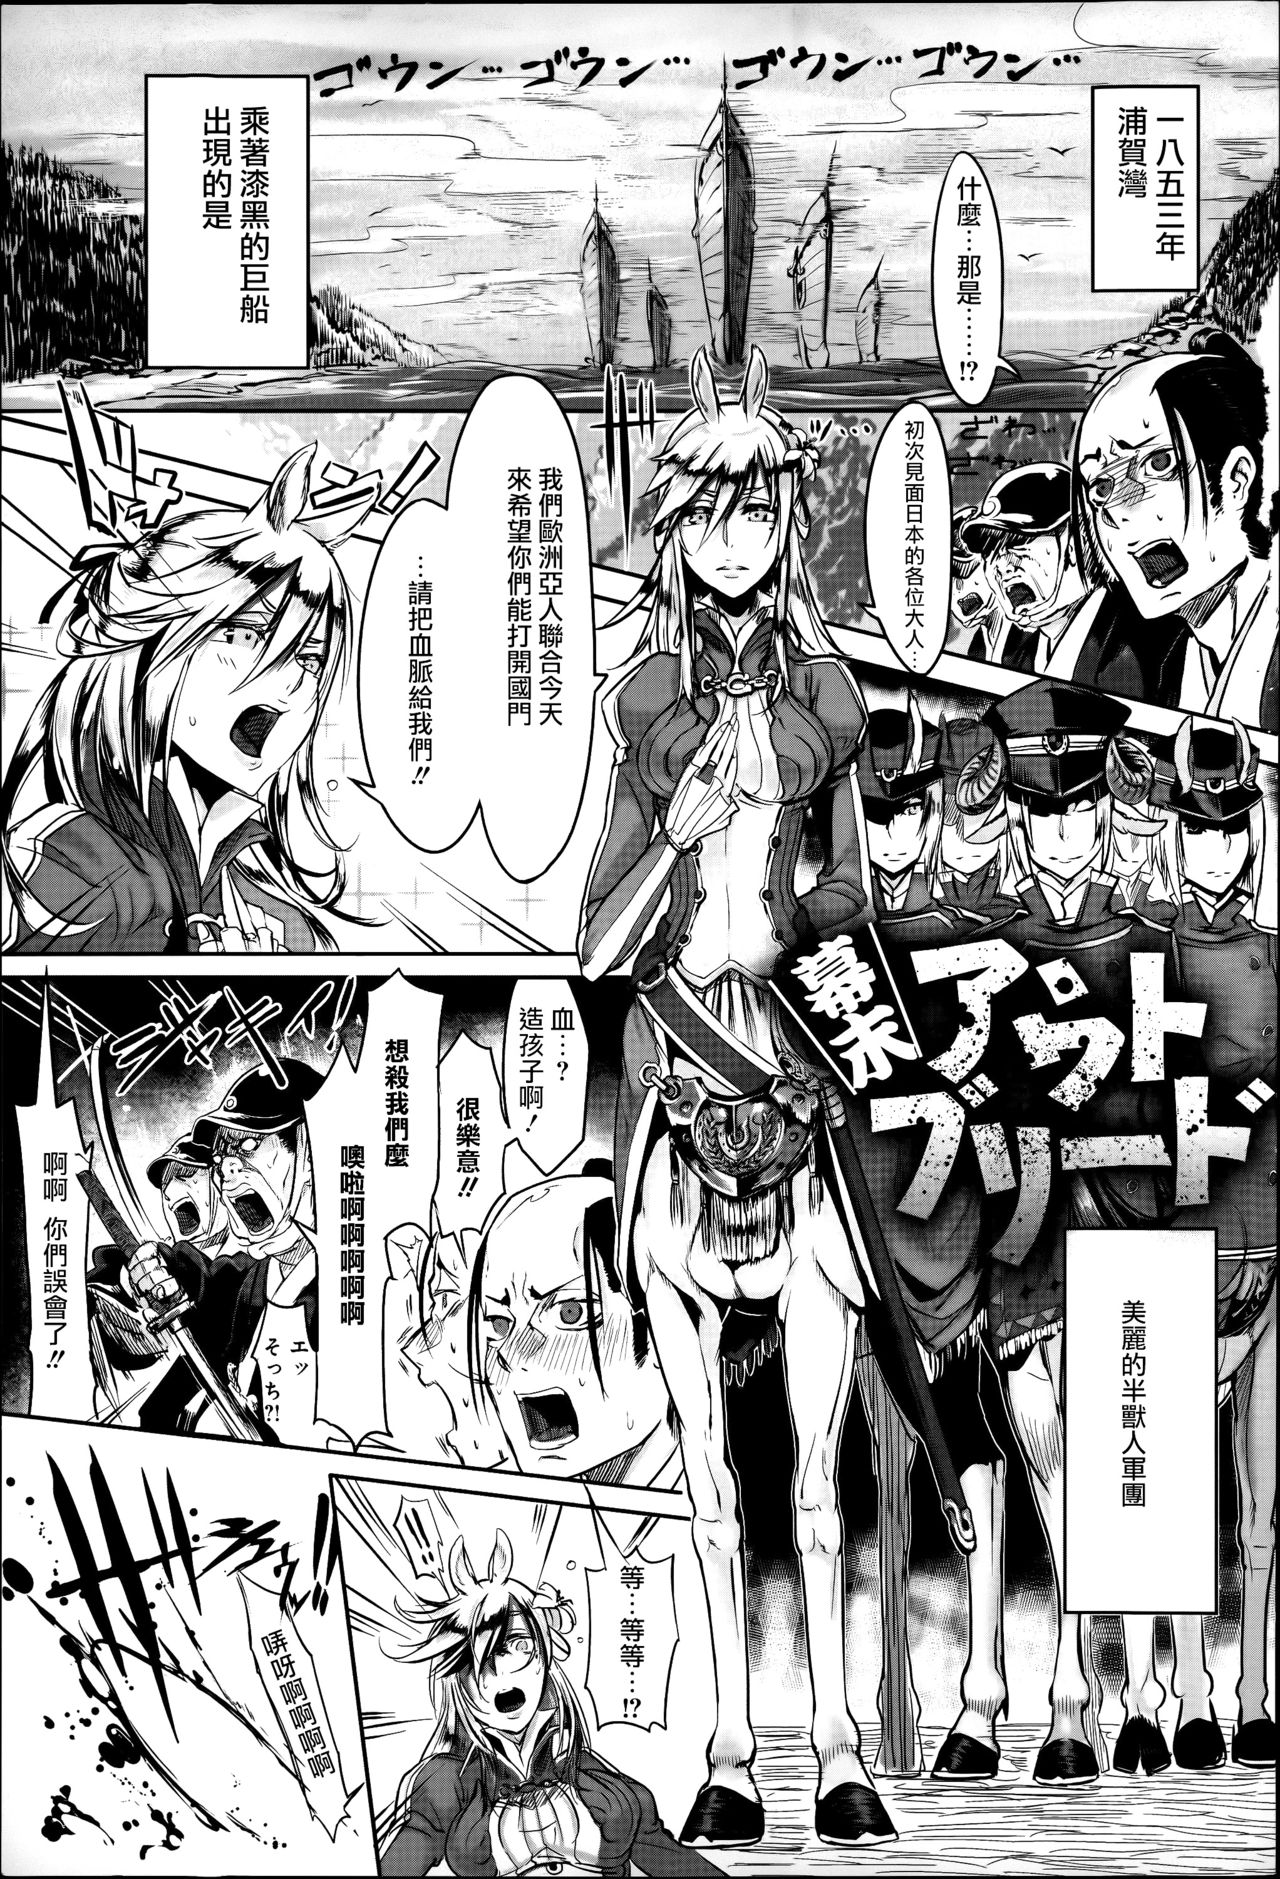 ゴウン…ゴウン…ゴウン…ゴウン…
一八五三年
浦賀灣
什麼…那是……!?
乘著漆黑的巨船
出現的是
ざわ…
ざわ…
初次見面日本的各位大人…
我們歐洲亞人聯合今天
來希望你們能打開國門
…請把血脈給我們!!
幕末
アウト
ブリード
美麗的半獸人軍團
血…?
造孩子啊!
很樂意!!
想殺我們麼
噢啦啊啊啊啊啊
ジャキィ!
エッ
そっち?!
啊啊 你們誤會了!!
等…等等…!?
哢呀啊啊啊啊